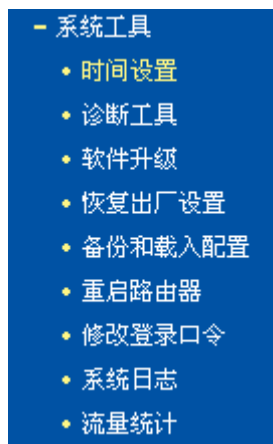 − 系统工具
• 时间设置
• 诊断工具
• 软件升级
• 恢复出厂设置
• 备份和载入配置
• 重启路由器
• 修改登录口令
• 系统日志
• 流量统计